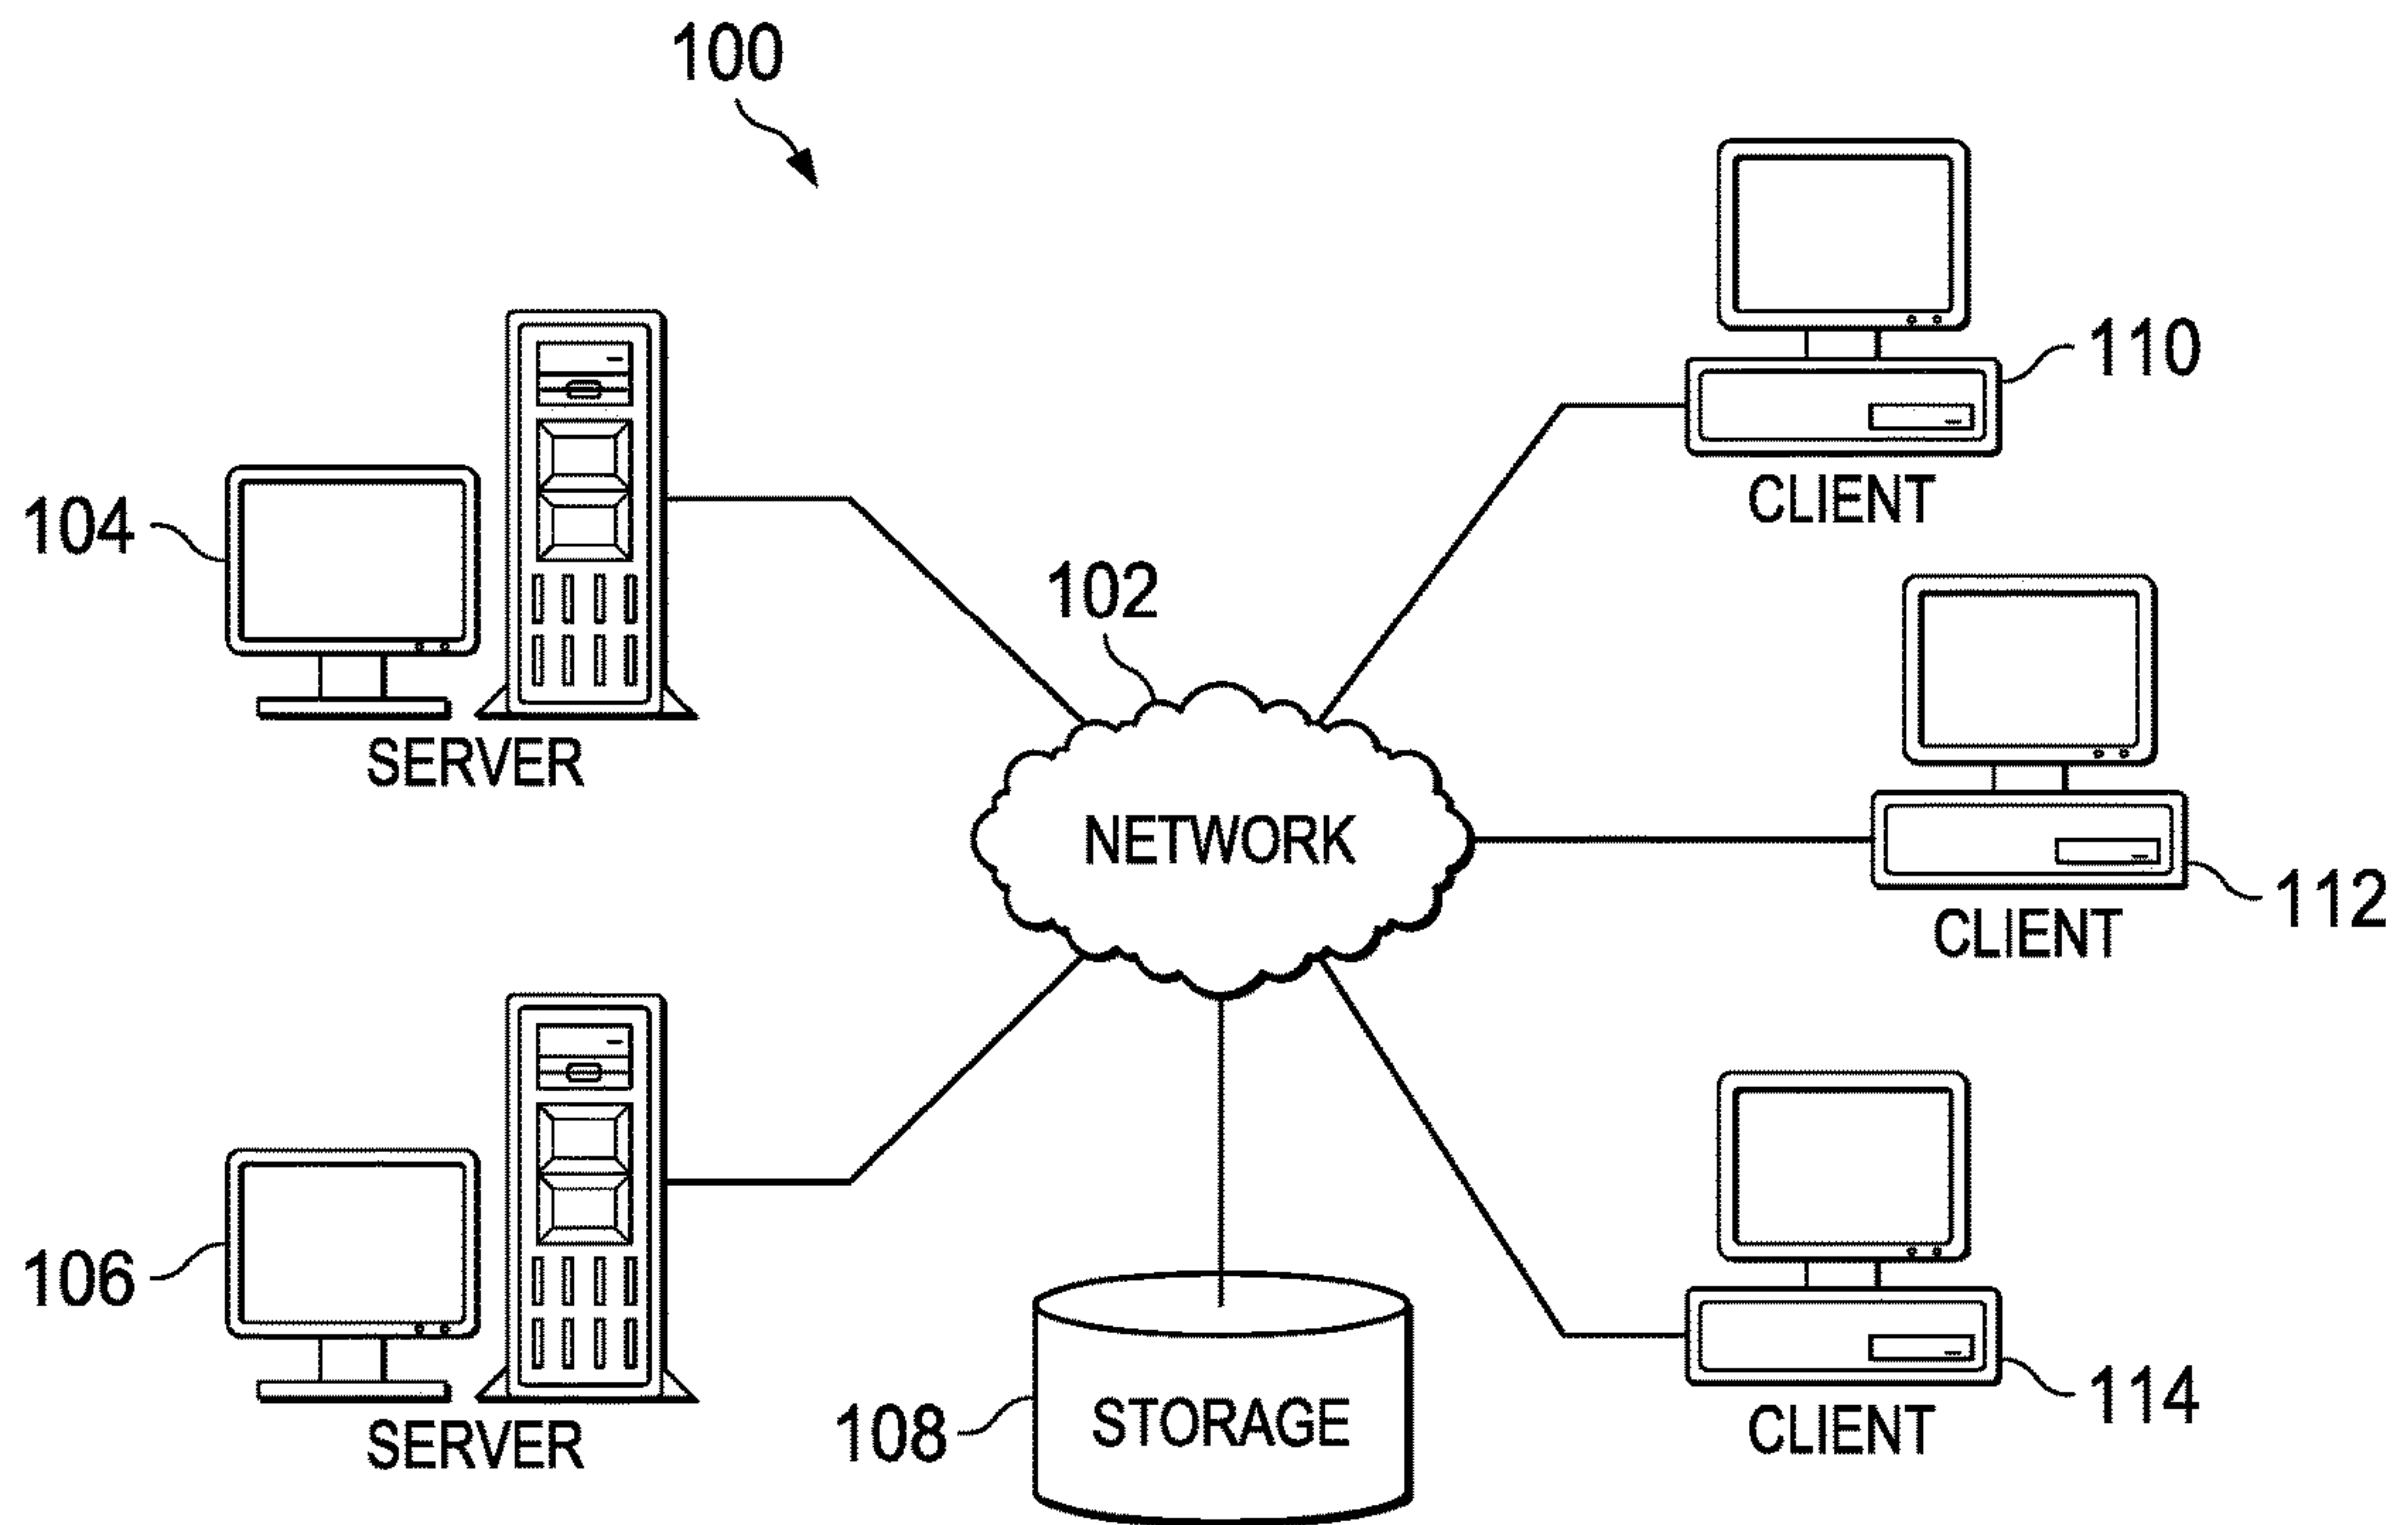 100
110
CLIENT
104
SERVER
102
NETWORK
112
CLIENT
106
SERVER
108
STORAGE
114
CLIENT